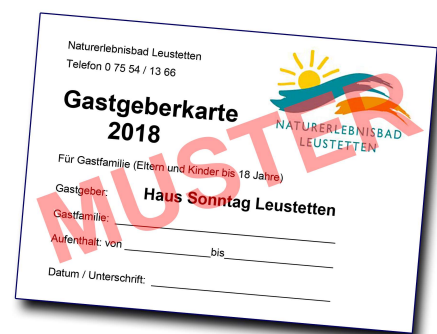 Naturerlebnisbad Leustetten
Telefon 0 75 54 / 13 66
NATURERLEBNISBAD
LEUSTETTEN
Gastgeberkarte
2018
MUSTER
Für Gastfamilie (Eltern und Kinder bis 18 Jahre)
Gastgeber: Haus Sonntag Leustetten
Gastfamilie:
Aufenthalt: von bis
Datum / Unterschrift: